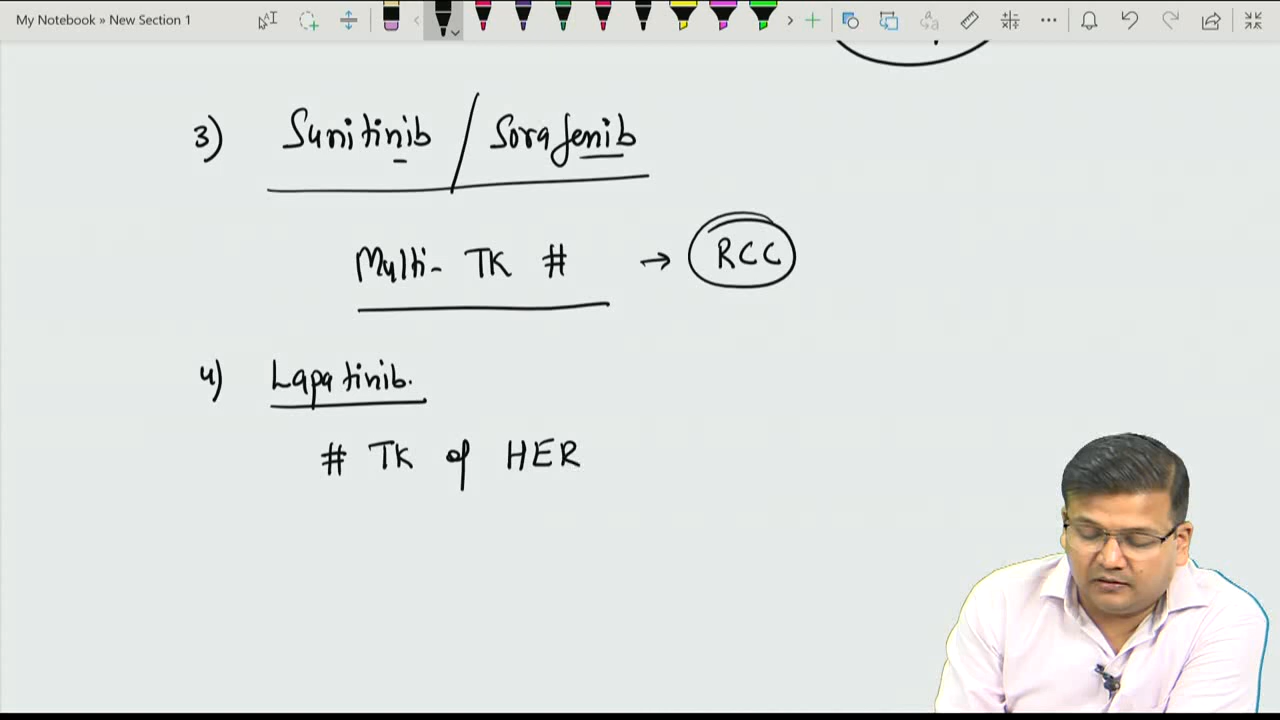 My Notebook » New Section 1
3) Sunitinib / Sorafenib
Multi- TK # → RCC
4) Lapatinib.
# TK of HER